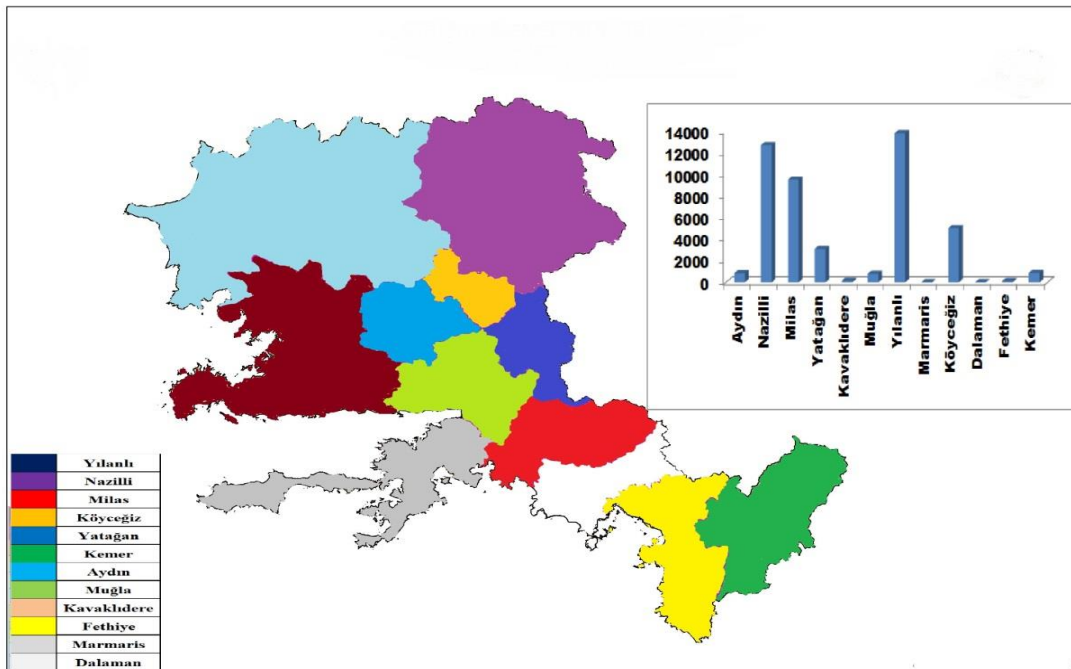 14000
12000
10000
8000
6000
4000
2000
0
Aydın
Nazilli
Milas
Yatağan
Kavaklıdere
Muğla
Yılanlı
Marmaris
Köyceğiz
Dalaman
Fethiye
Kemer
Yılanlı
Nazilli
Milas
Köyceğiz
Yatağan
Kemer
Aydın
Muğla
Kavaklıdere
Fethiye
Marmaris
Dalaman